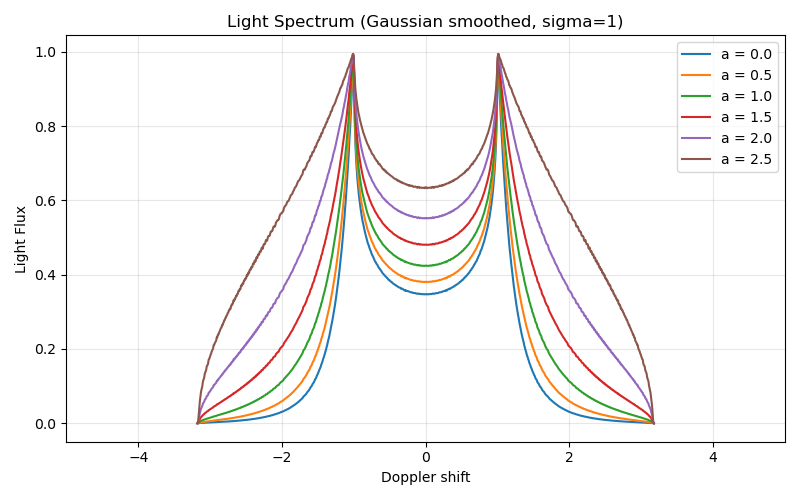 Light Spectrum (Gaussian smoothed, sigma=1)
a = 0.0
a = 0.5
a = 1.0
a = 1.5
a = 2.0
a = 2.5
1.0
0.8
0.6
0.4
0.2
0.0
Light Flux
−4
−2
0
2
4
Doppler shift